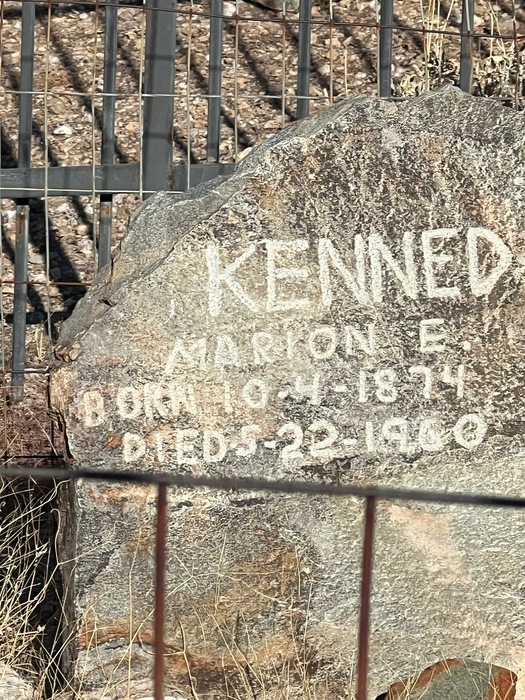 KENNED
MARION E.
BORN 10-4-1874
DIED 5-22-1960